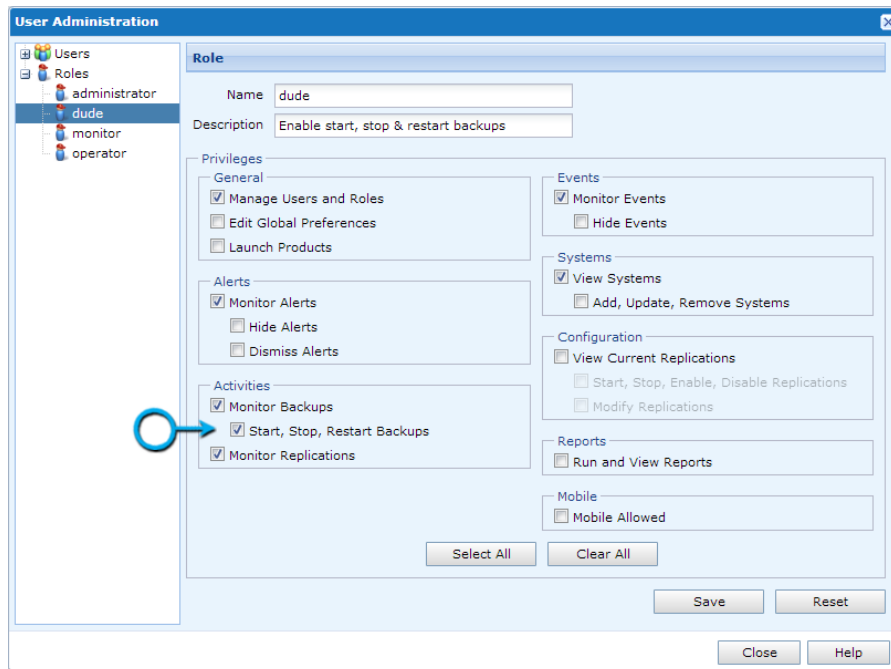 User Administration
Users
Roles
administrator
dude
monitor
operator
Role
Name dude
Description Enable start, stop & restart backups
Privileges
General
Manage Users and Roles
Edit Global Preferences
Launch Products
Alerts
Monitor Alerts
Hide Alerts
Dismiss Alerts
Activities
Monitor Backups
Start, Stop, Restart Backups
Monitor Replications
Events
Monitor Events
Hide Events
Systems
View Systems
Add, Update, Remove Systems
Configuration
View Current Replications
Start, Stop, Enable, Disable Replications
Modify Replications
Reports
Run and View Reports
Mobile
Mobile Allowed
Select All Clear All
Save Reset
Close Help